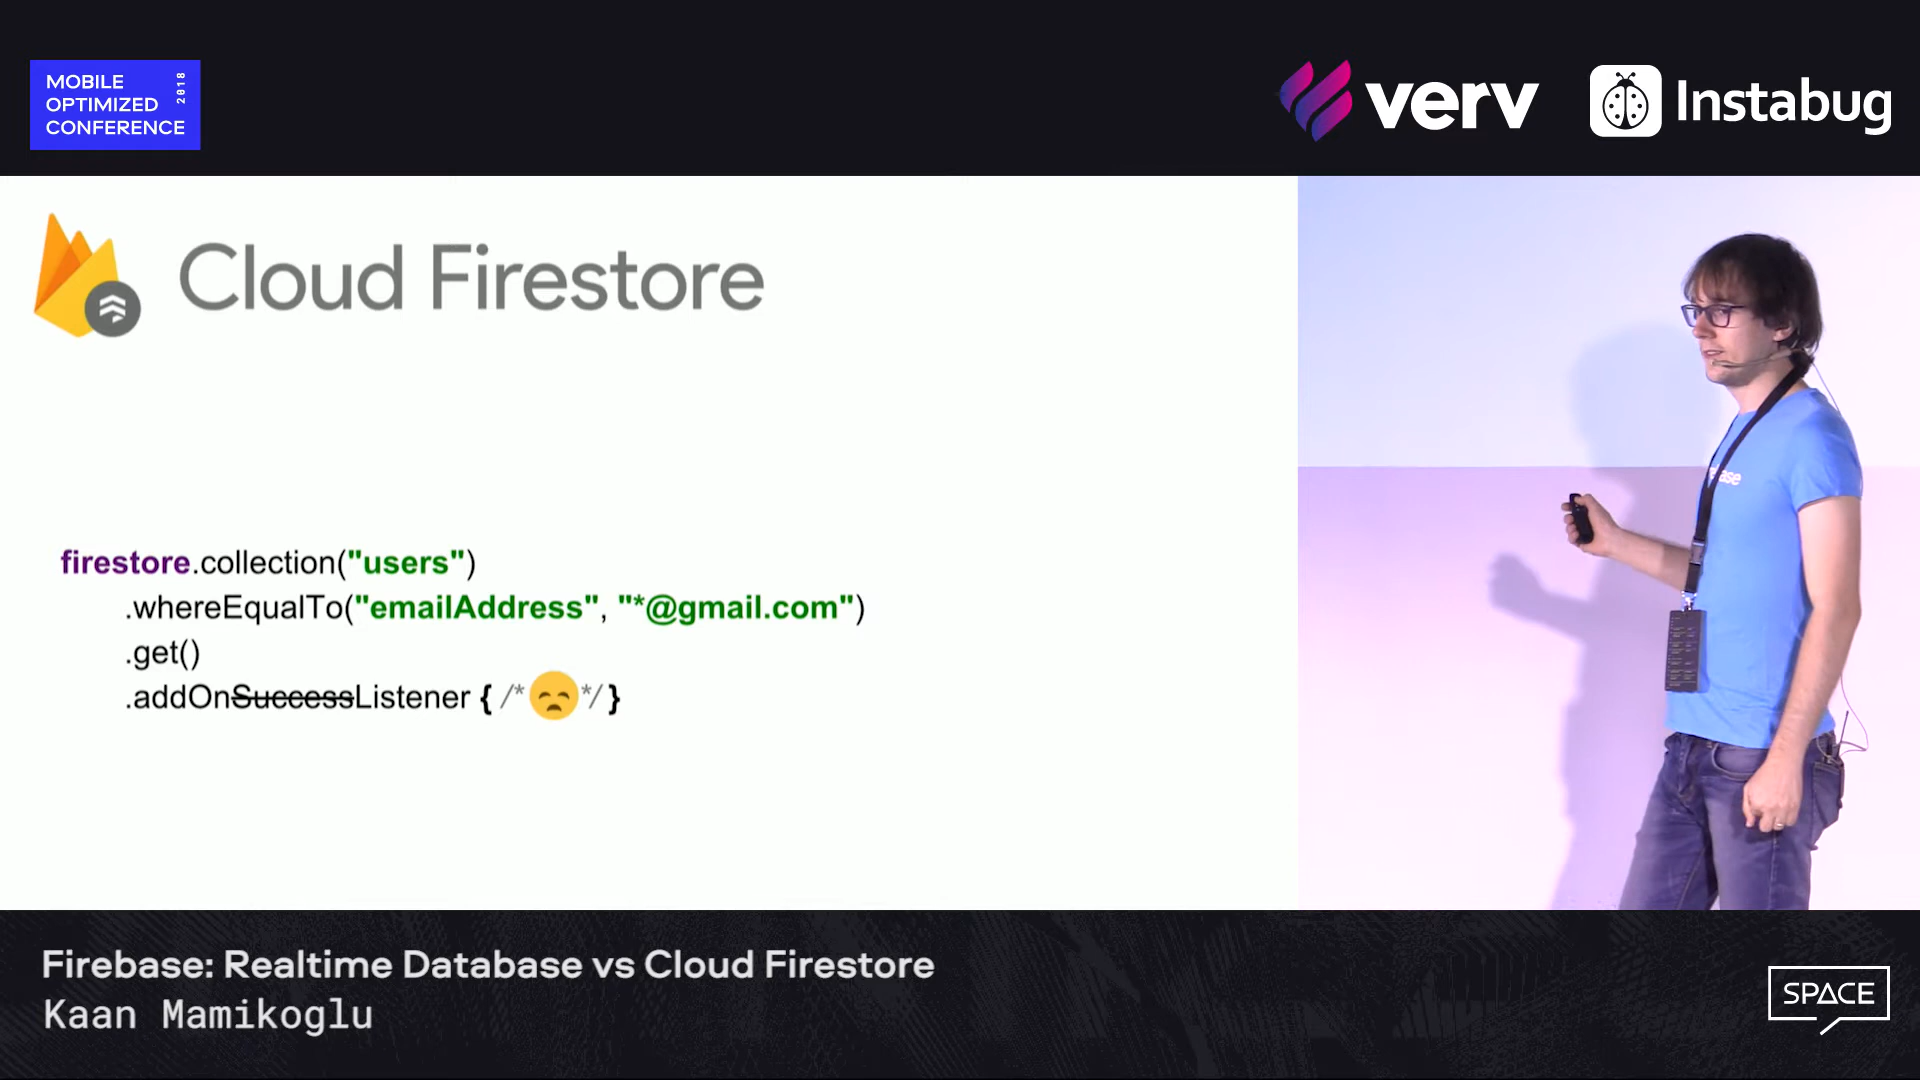 MOBILE
OPTIMIZED
CONFERENCE
2018
verv
Instabug
Cloud Firestore
firestore.collection("users")
.whereEqualTo("emailAddress", "*@gmail.com")
.get()
.addOnSuccessListener { /*😞*/ }
Firebase: Realtime Database vs Cloud Firestore
Kaan Mamikoglu
SPACE